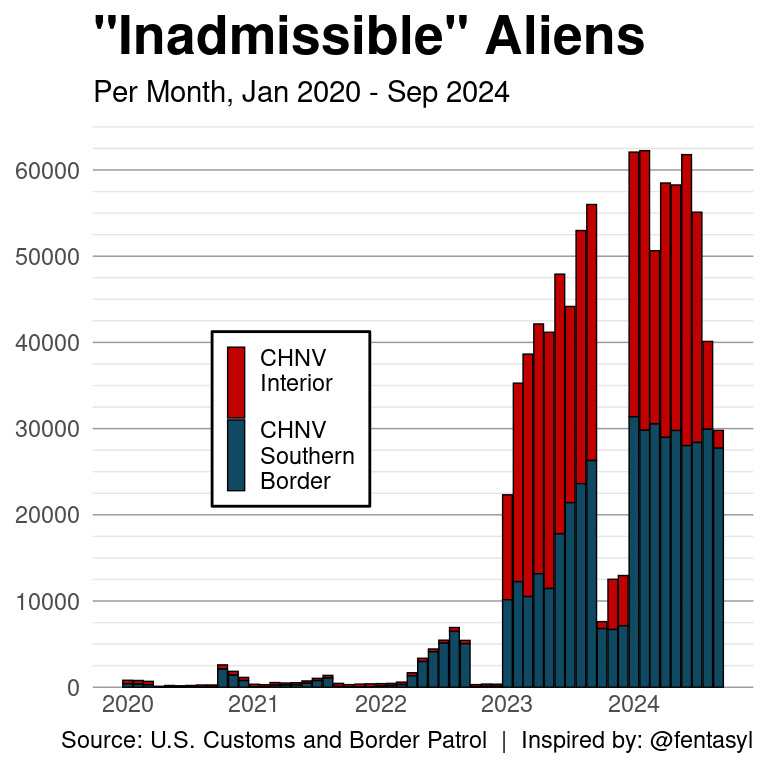 "Inadmissible" Aliens
Per Month, Jan 2020 - Sep 2024
60000
50000
40000
30000
20000
10000
0
CHNV
Interior
CHNV
Southern
Border
2020 2021 2022 2023 2024
Source: U.S. Customs and Border Patrol | Inspired by: @fentasyl